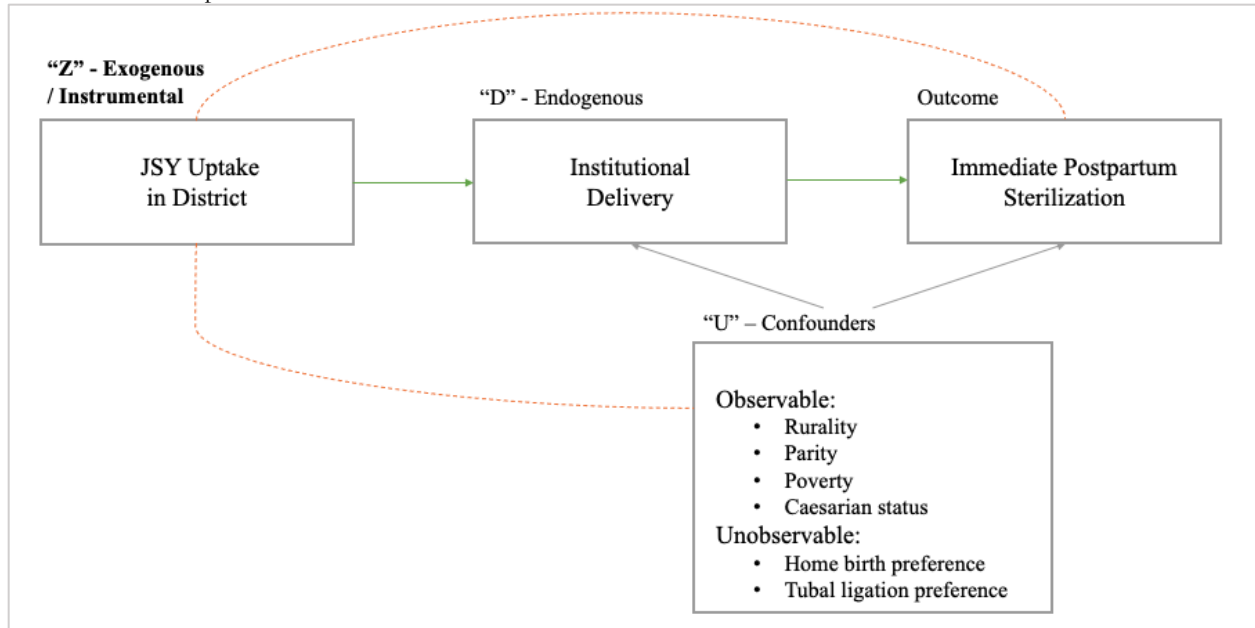 “Z” - Exogenous
/ Instrumental
“D” - Endogenous
Outcome
JSY Uptake
in District
Institutional
Delivery
Immediate Postpartum
Sterilization
“U” – Confounders
Observable:
• Rurality
• Parity
• Poverty
• Caesarian status
Unobservable:
• Home birth preference
• Tubal ligation preference